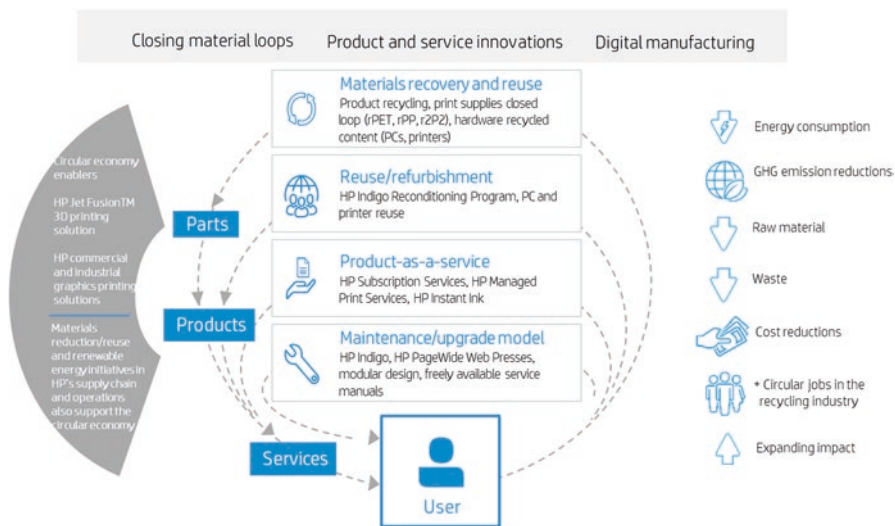 Closing material loops
Product and service innovations
Digital manufacturing
Circular economy
enablers
HP Jet FusionTM
3D printing
solution
HP commercial
and industrial
graphics printing
solutions
Materials
reduction/reuse
and renewable
energy initiatives in
HP's supply chain
and operations
also support the
circular economy
Parts
Products
Services
Materials recovery and reuse
Product recycling, print supplies closed
loop (rPET, rPP, r2P2), hardware recycled
content (PCs, printers)
Reuse/refurbishment
HP Indigo Reconditioning Program, PC and
printer reuse
Product-as-a-service
HP Subscription Services, HP Managed
Print Services, HP Instant Ink
Maintenance/upgrade model
HP Indigo, HP PageWide Web Presses,
modular design, freely available service
manuals
User
Energy consumption
GHG emission reductions
Raw material
Waste
Cost reductions
+ Circular jobs in the
recycling industry
Expanding impact